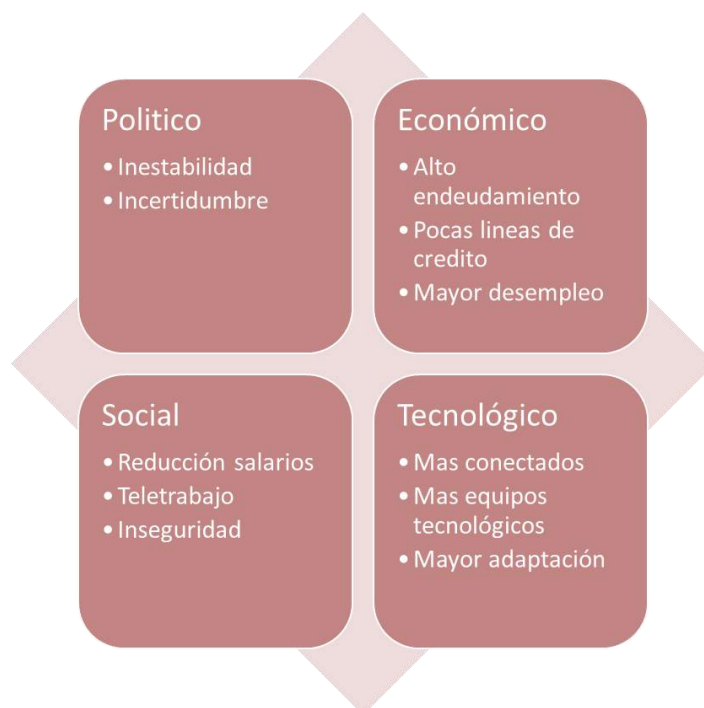 Politico
• Inestabilidad
• Incertidumbre
Económico
• Alto
endeudamiento
• Pocas lineas de
credito
• Mayor desempleo
Social
• Reducción salarios
• Teletrabajo
• Inseguridad
Tecnológico
• Mas conectados
• Mas equipos
tecnológicos
• Mayor adaptación